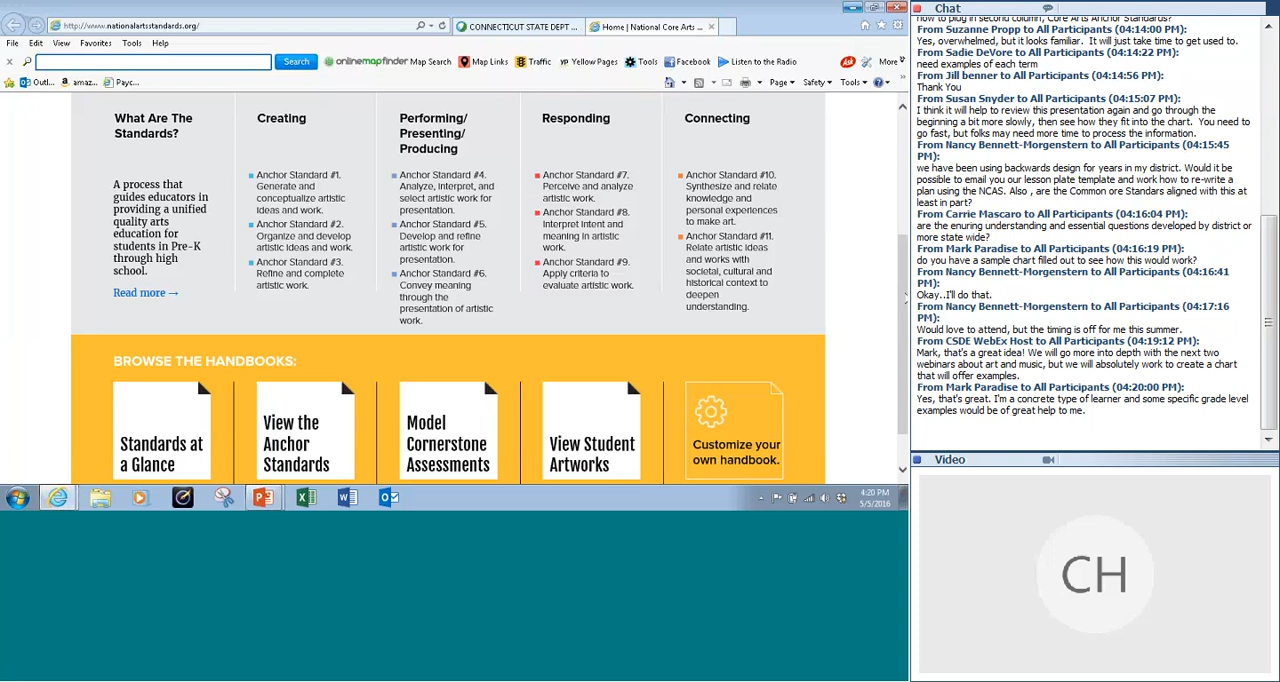 http://www.nationalartsstandards.org/
CONNECTICUT STATE DEPT ...
Home | National Core Arts ...
File Edit View Favorites Tools Help
Search
onlinemapfinder Map Search Map Links Traffic YP Yellow Pages Tools Facebook Listen to the Radio Ask More
Outl... amaz... Payc...
Page Safety Tools
What Are The
Standards?
A process that
guides educators in
providing a unified
quality arts
education for
students in Pre-K
through high
school.
Read more →
Creating
Anchor Standard #1.
Generate and
conceptualize artistic
ideas and work.
Anchor Standard #2.
Organize and develop
artistic ideas and work.
Anchor Standard #3.
Refine and complete
artistic work.
Performing/
Presenting/
Producing
Anchor Standard #4.
Analyze, interpret, and
select artistic work for
presentation.
Anchor Standard #5.
Develop and refine
artistic work for
presentation.
Anchor Standard #6.
Convey meaning
through the
presentation of artistic
work.
Responding
Anchor Standard #7.
Perceive and analyze
artistic work.
Anchor Standard #8.
Interpret intent and
meaning in artistic
work.
Anchor Standard #9.
Apply criteria to
evaluate artistic work.
Connecting
Anchor Standard #10.
Synthesize and relate
knowledge and
personal experiences
to make art.
Anchor Standard #11.
Relate artistic ideas
and works with
societal, cultural and
historical context to
deepen
understanding.
BROWSE THE HANDBOOKS:
Standards at
a Glance
View the
Anchor
Standards
Model
Cornerstone
Assessments
View Student
Artworks
Customize your
own handbook.
4:20 PM
5/5/2016
Chat
how to plug in second column, Core Arts Anchor Standards?
From Suzanne Propp to All Participants (04:14:00 PM):
Yes, overwhelmed, but it looks familiar. It will just take time to get used to.
From Sadie DeVore to All Participants (04:14:22 PM):
need examples of each term
From Jill benner to All Participants (04:14:56 PM):
Thank You
From Susan Snyder to All Participants (04:15:07 PM):
I think it will help to review this presentation again and go through the
beginning a bit more slowly, then see how they fit into the chart. You need to
go fast, but folks may need more time to process the information.
From Nancy Bennett-Morgenstern to All Participants (04:15:45
PM):
we have been using backwards design for years in my district. Would it be
possible to email you our lesson plate template and work how to re-write a
plan using the NCAS. Also , are the Common ore Standars aligned with this at
least in part?
From Carrie Mascaro to All Participants (04:16:04 PM):
are the enuring understanding and essential questions developed by district or
more state wide?
From Mark Paradise to All Participants (04:16:19 PM):
do you have a sample chart filled out to see how this would work?
From Nancy Bennett-Morgenstern to All Participants (04:16:41
PM):
Okay..I'll do that.
From Nancy Bennett-Morgenstern to All Participants (04:17:16
PM):
Would love to attend, but the timing is off for me this summer.
From CSDE WebEx Host to All Participants (04:19:12 PM):
Mark, that's a great idea! We will go more into depth with the next two
webinars about art and music, but we will absolutely work to create a chart
that will offer examples.
From Mark Paradise to All Participants (04:20:00 PM):
Yes, that's great. I'm a concrete type of learner and some specific grade level
examples would be of great help to me.
Video
CH